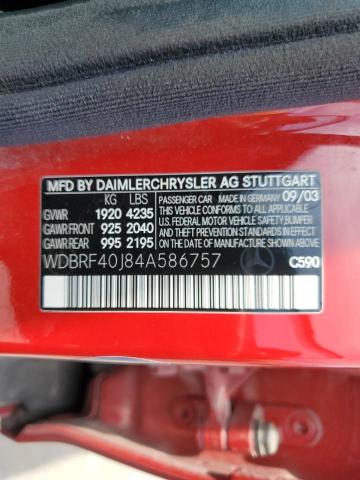 MFD BY DAIMLERCHRYSLER AG STUTTGART
KG LBS
GVWR 1920 4235
GAWR FRONT 925 2040
GAWR REAR 995 2195
PASSENGER CAR MADE IN GERMANY 09/03
THIS VEHICLE CONFORMS TO ALL APPLICABLE
U.S. FEDERAL MOTOR VEHICLE SAFETY, BUMPER
AND THEFT PREVENTION STANDARDS IN EFFECT
ON THE DATE OF MANUFACTURE SHOWN ABOVE
WDBRF40J84A586757
C590